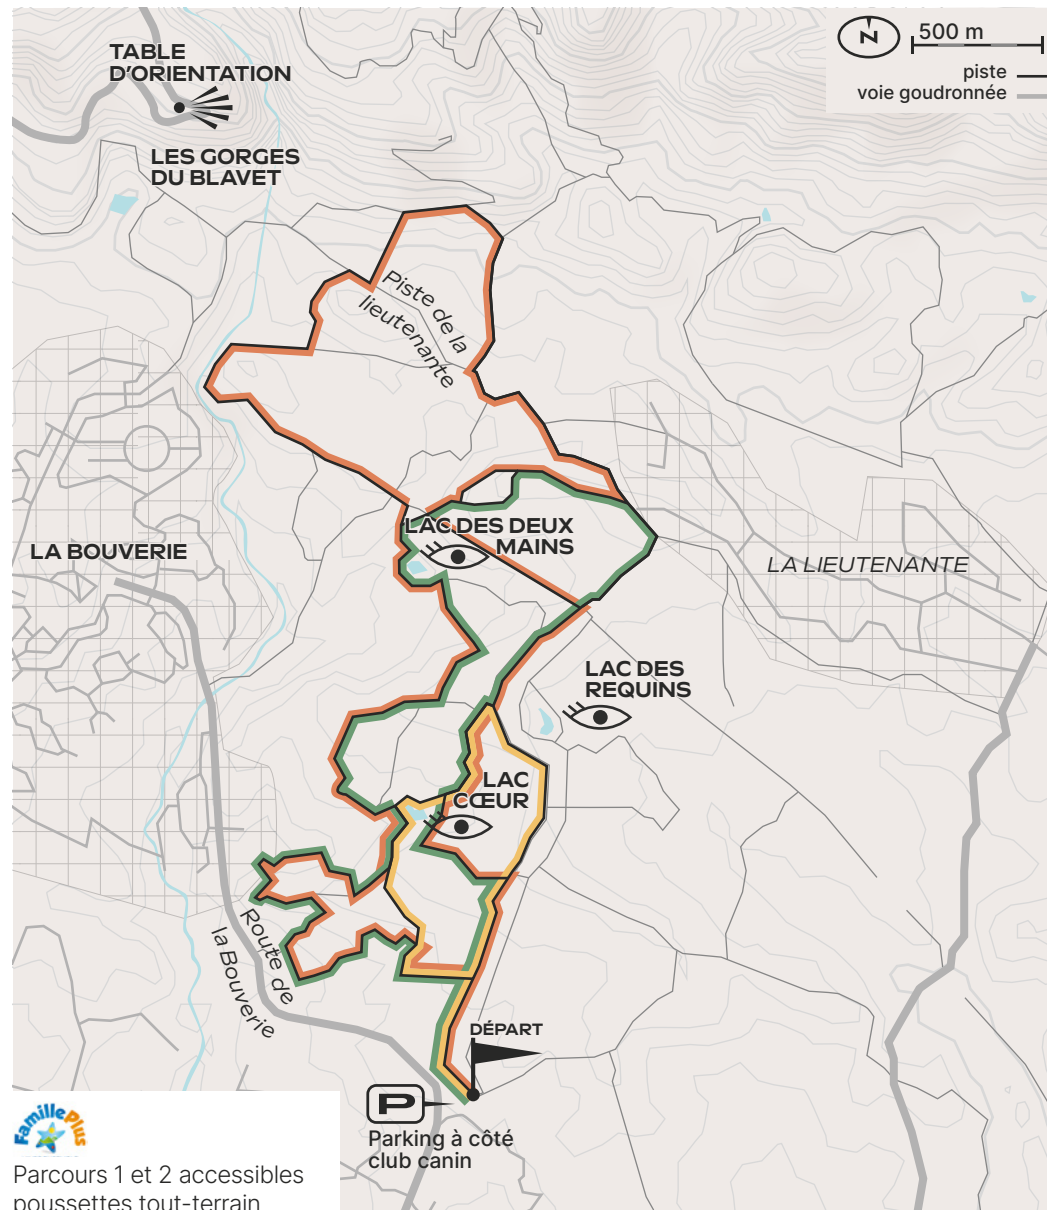 TABLE
D'ORIENTATION
N
500 m
piste
voie goudronnée
LES GORGES
DU BLAVET
Piste de la
lieutenante
LAC DES DEUX
MAINS
LA BOUVERIE
LA LIEUTENANTE
LAC DES
REQUINS
LAC
CŒUR
Route de
la Bouverie
DÉPART
P
Parking à côté
club canin
Famille Plus
Parcours 1 et 2 accessibles
poussettes tout-terrain